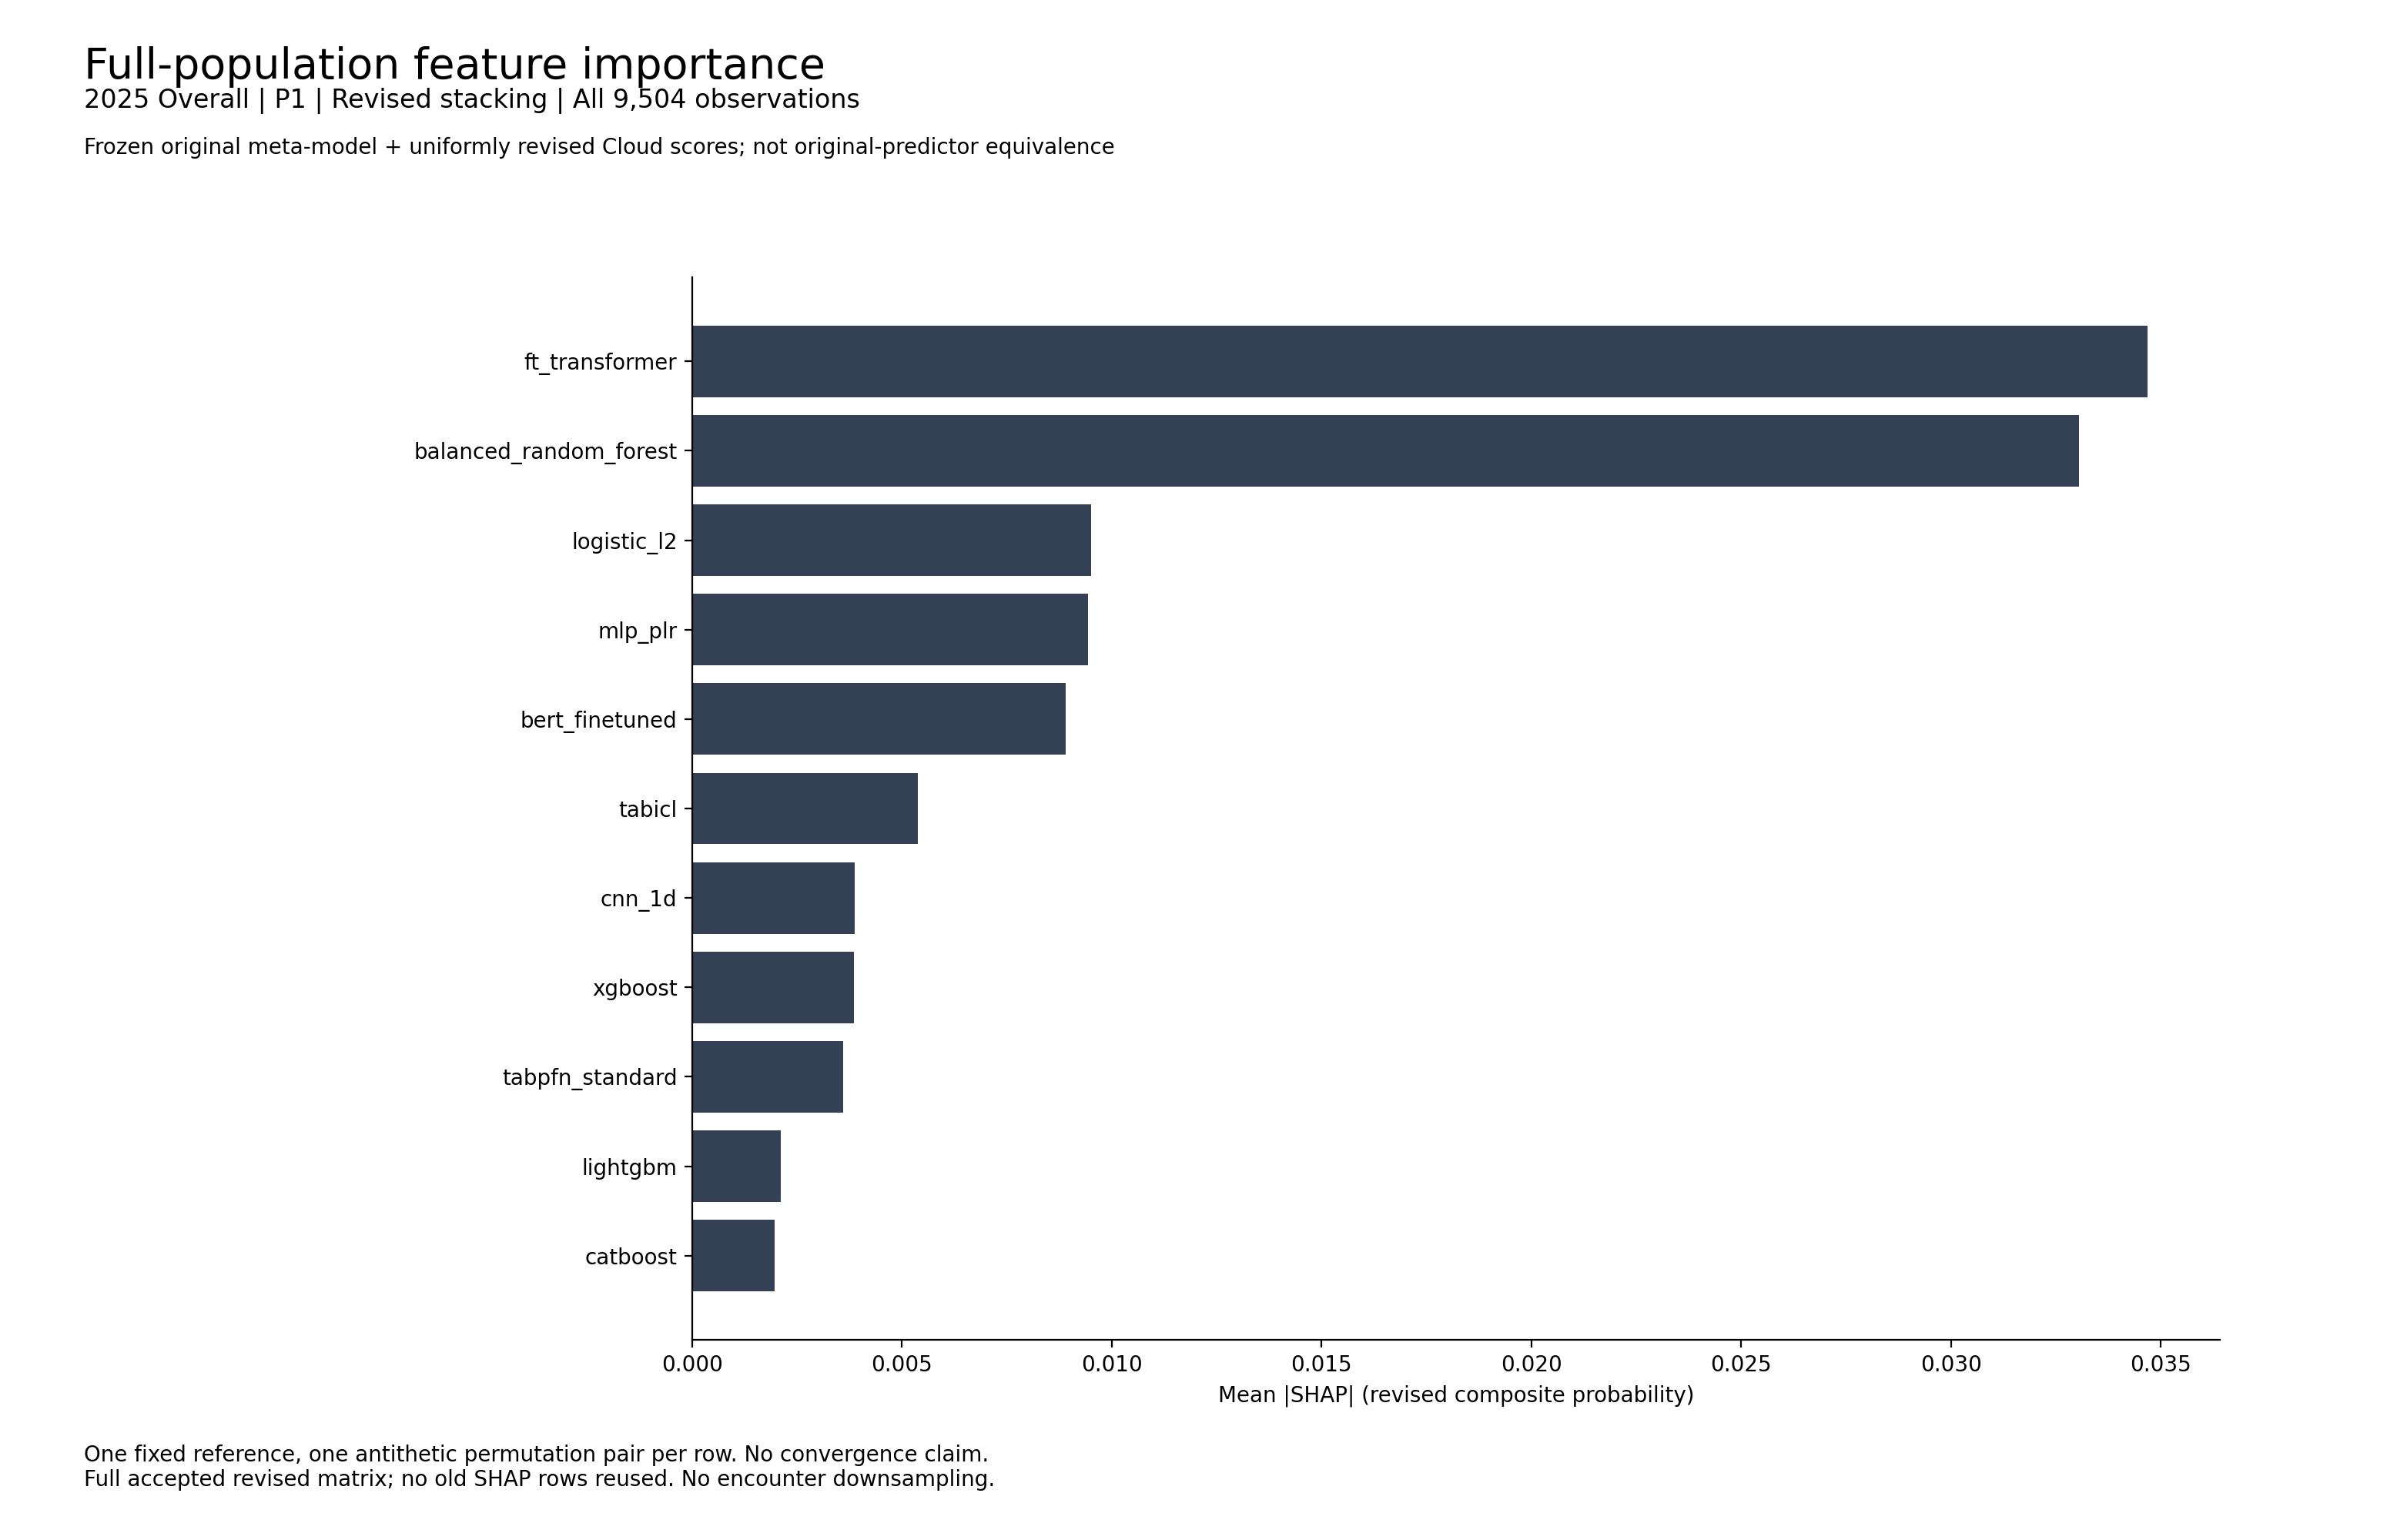 Full-population feature importance
2025 Overall | P1 | Revised stacking | All 9,504 observations
Frozen original meta-model + uniformly revised Cloud scores; not original-predictor equivalence
ft_transformer
balanced_random_forest
logistic_l2
mlp_plr
bert_finetuned
tabicl
cnn_1d
xgboost
tabpfn_standard
lightgbm
catboost
0.000 0.005 0.010 0.015 0.020 0.025 0.030 0.035
Mean |SHAP| (revised composite probability)
One fixed reference, one antithetic permutation pair per row. No convergence claim.
Full accepted revised matrix; no old SHAP rows reused. No encounter downsampling.